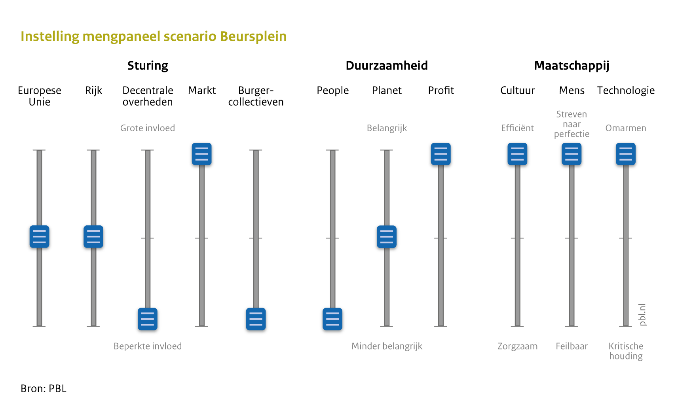 Instelling mengpaneel scenario Beursplein
Sturing
Duurzaamheid
Maatschappij
Europese
Unie
Rijk
Decentrale
overheden
Markt
Burger-
collectieven
People
Planet
Profit
Cultuur
Mens
Technologie
Grote invloed
Belangrijk
Efficiënt
Streven
naar
perfectie
Omarmen
pbl.nl
Beperkte invloed
Minder belangrijk
Zorgzaam
Feilbaar
Kritische
houding
Bron: PBL